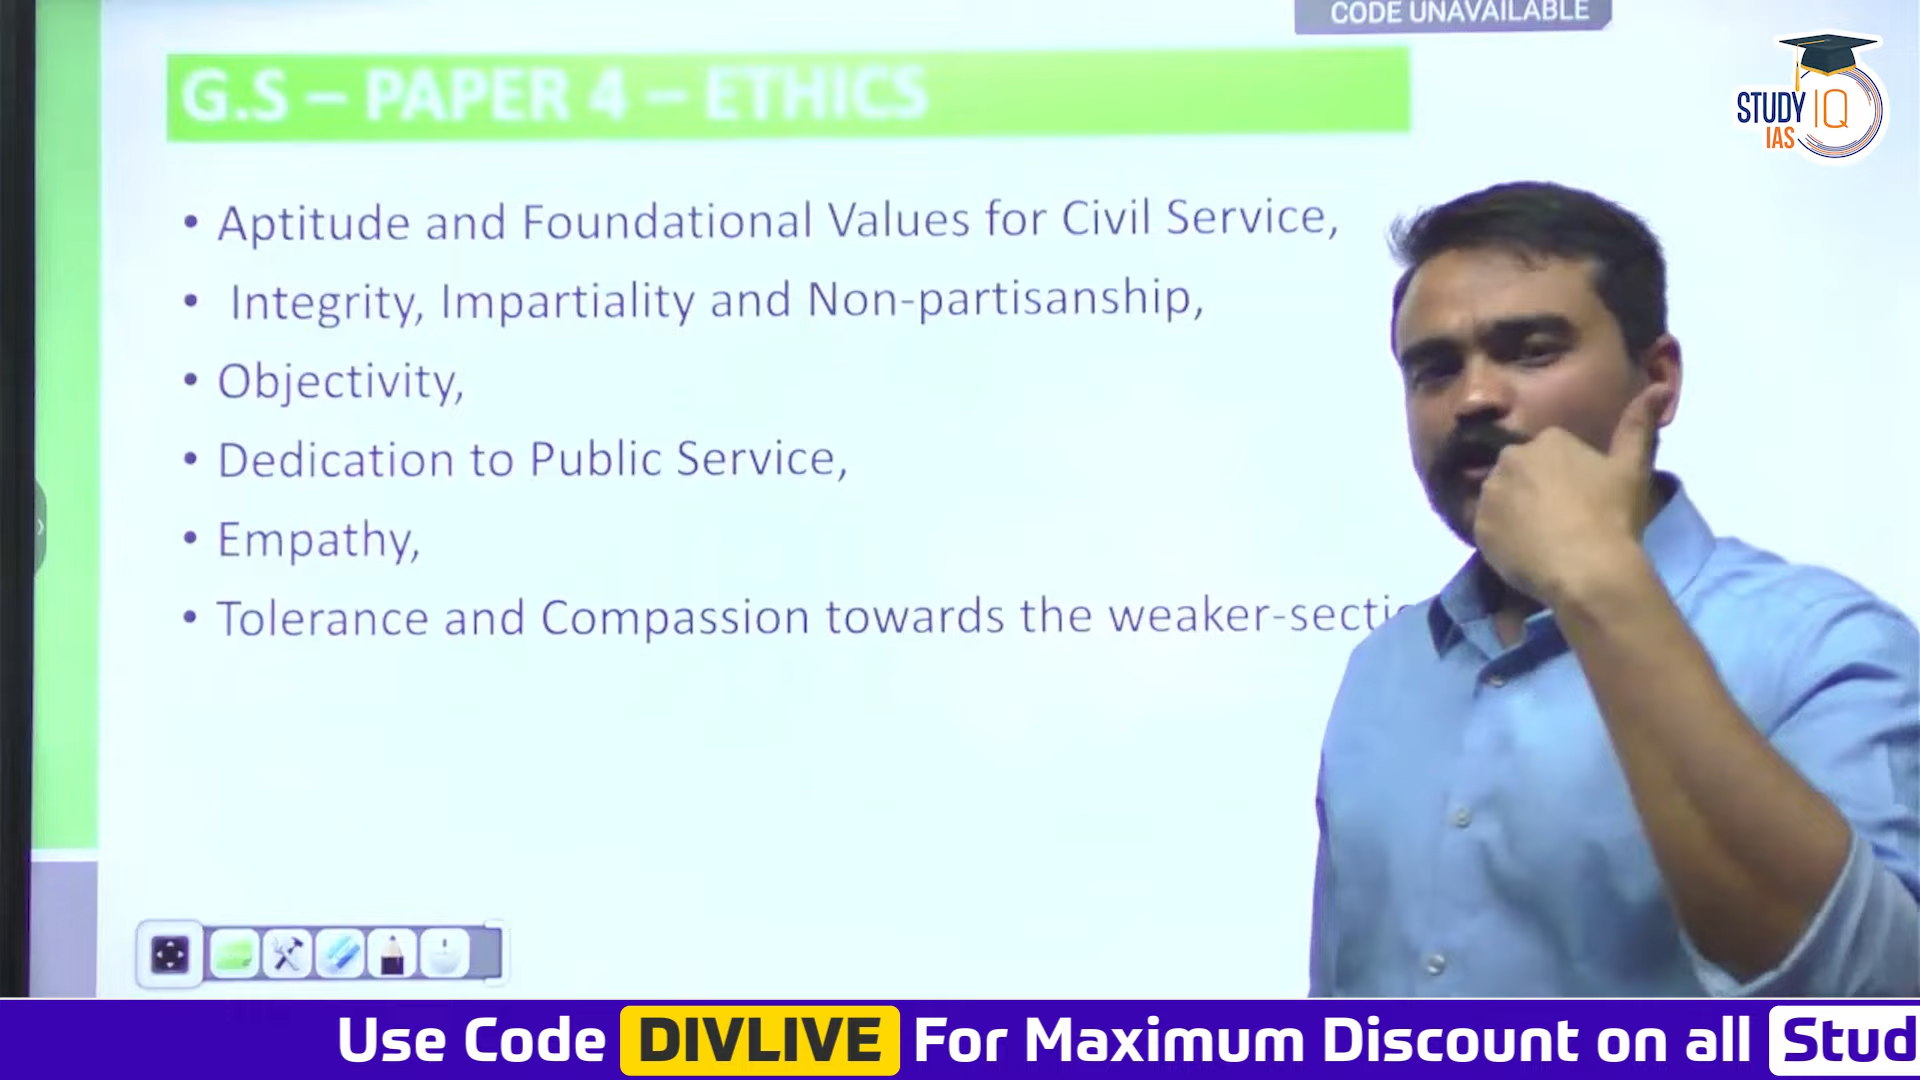 CODE UNAVAILABLE
G.S – PAPER 4 – ETHICS
STUDY IQ
IAS
• Aptitude and Foundational Values for Civil Service,
• Integrity, Impartiality and Non-partisanship,
• Objectivity,
• Dedication to Public Service,
• Empathy,
• Tolerance and Compassion towards the weaker-secti
Use Code DIVLIVE For Maximum Discount on all Stud